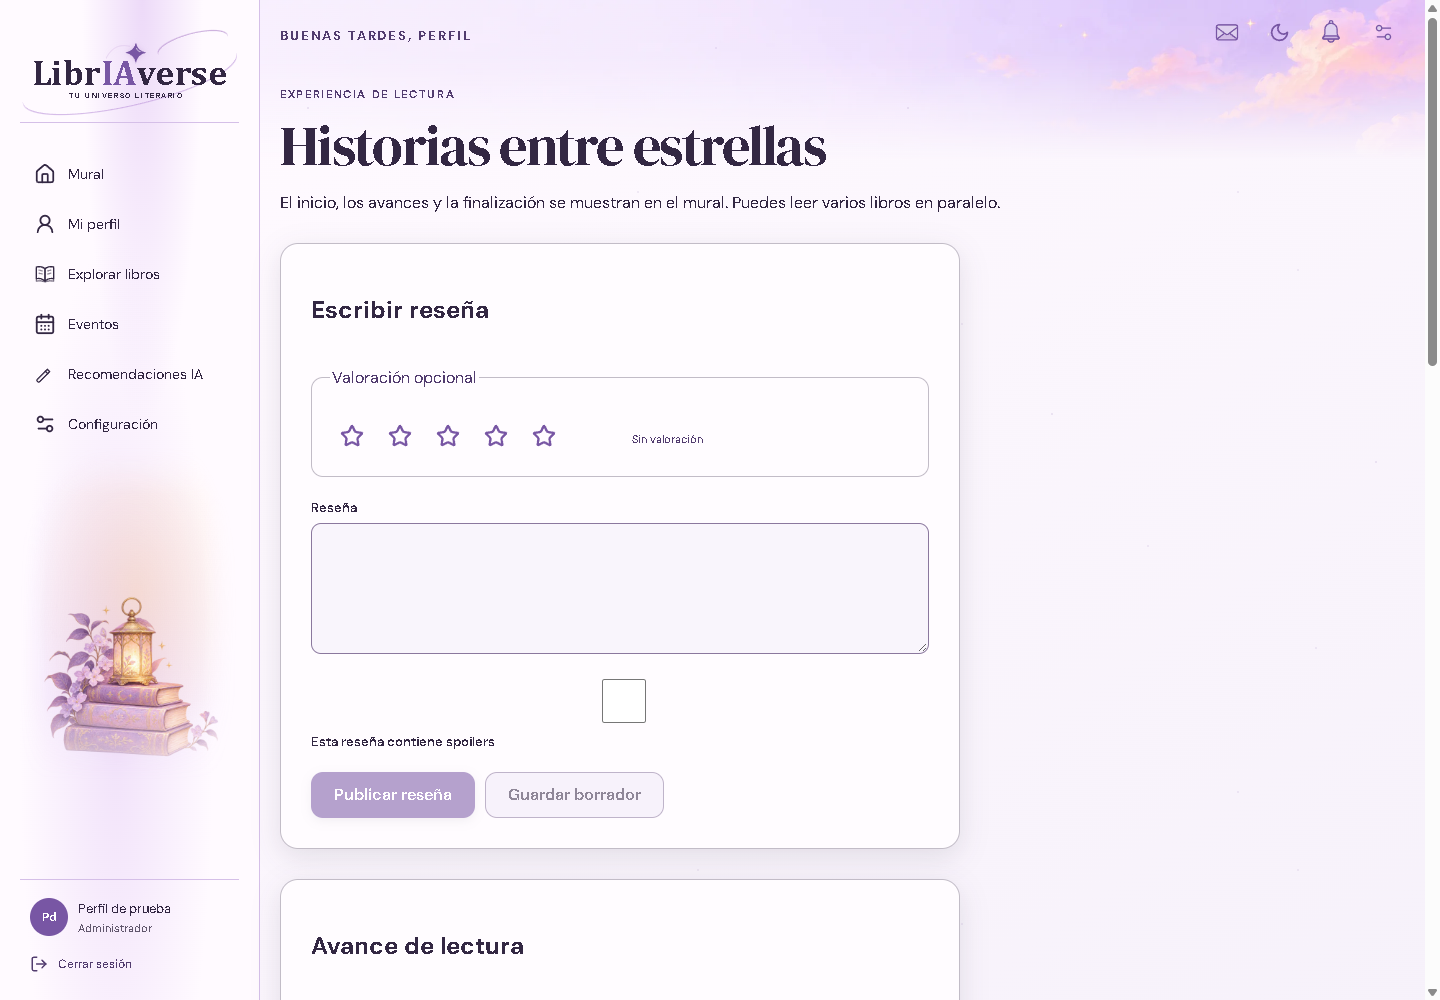 LibrIAverse
TU UNIVERSO LITERARIO
Mural
Mi perfil
Explorar libros
Eventos
Recomendaciones IA
Configuración
Pd
Perfil de prueba
Administrador
Cerrar sesión
BUENAS TARDES, PERFIL
EXPERIENCIA DE LECTURA
Historias entre estrellas
El inicio, los avances y la finalización se muestran en el mural. Puedes leer varios libros en paralelo.
Escribir reseña
Valoración opcional
Sin valoración
Reseña
Esta reseña contiene spoilers
Publicar reseña
Guardar borrador
Avance de lectura